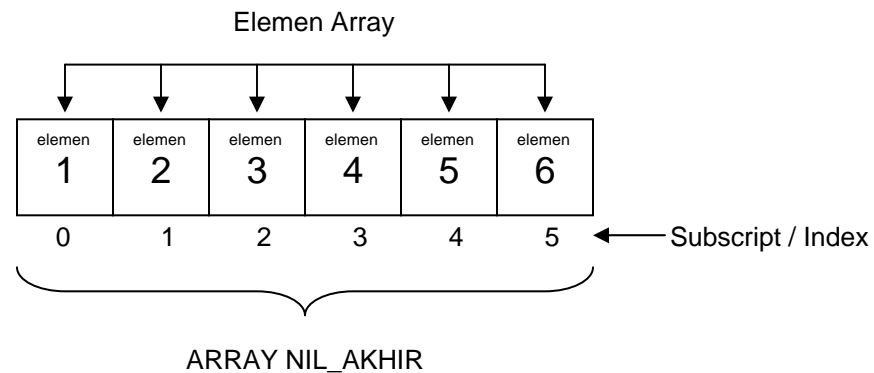 Elemen Array
elemen elemen elemen elemen elemen elemen
1 2 3 4 5 6
0 1 2 3 4 5 Subscript / Index
ARRAY NIL_AKHIR